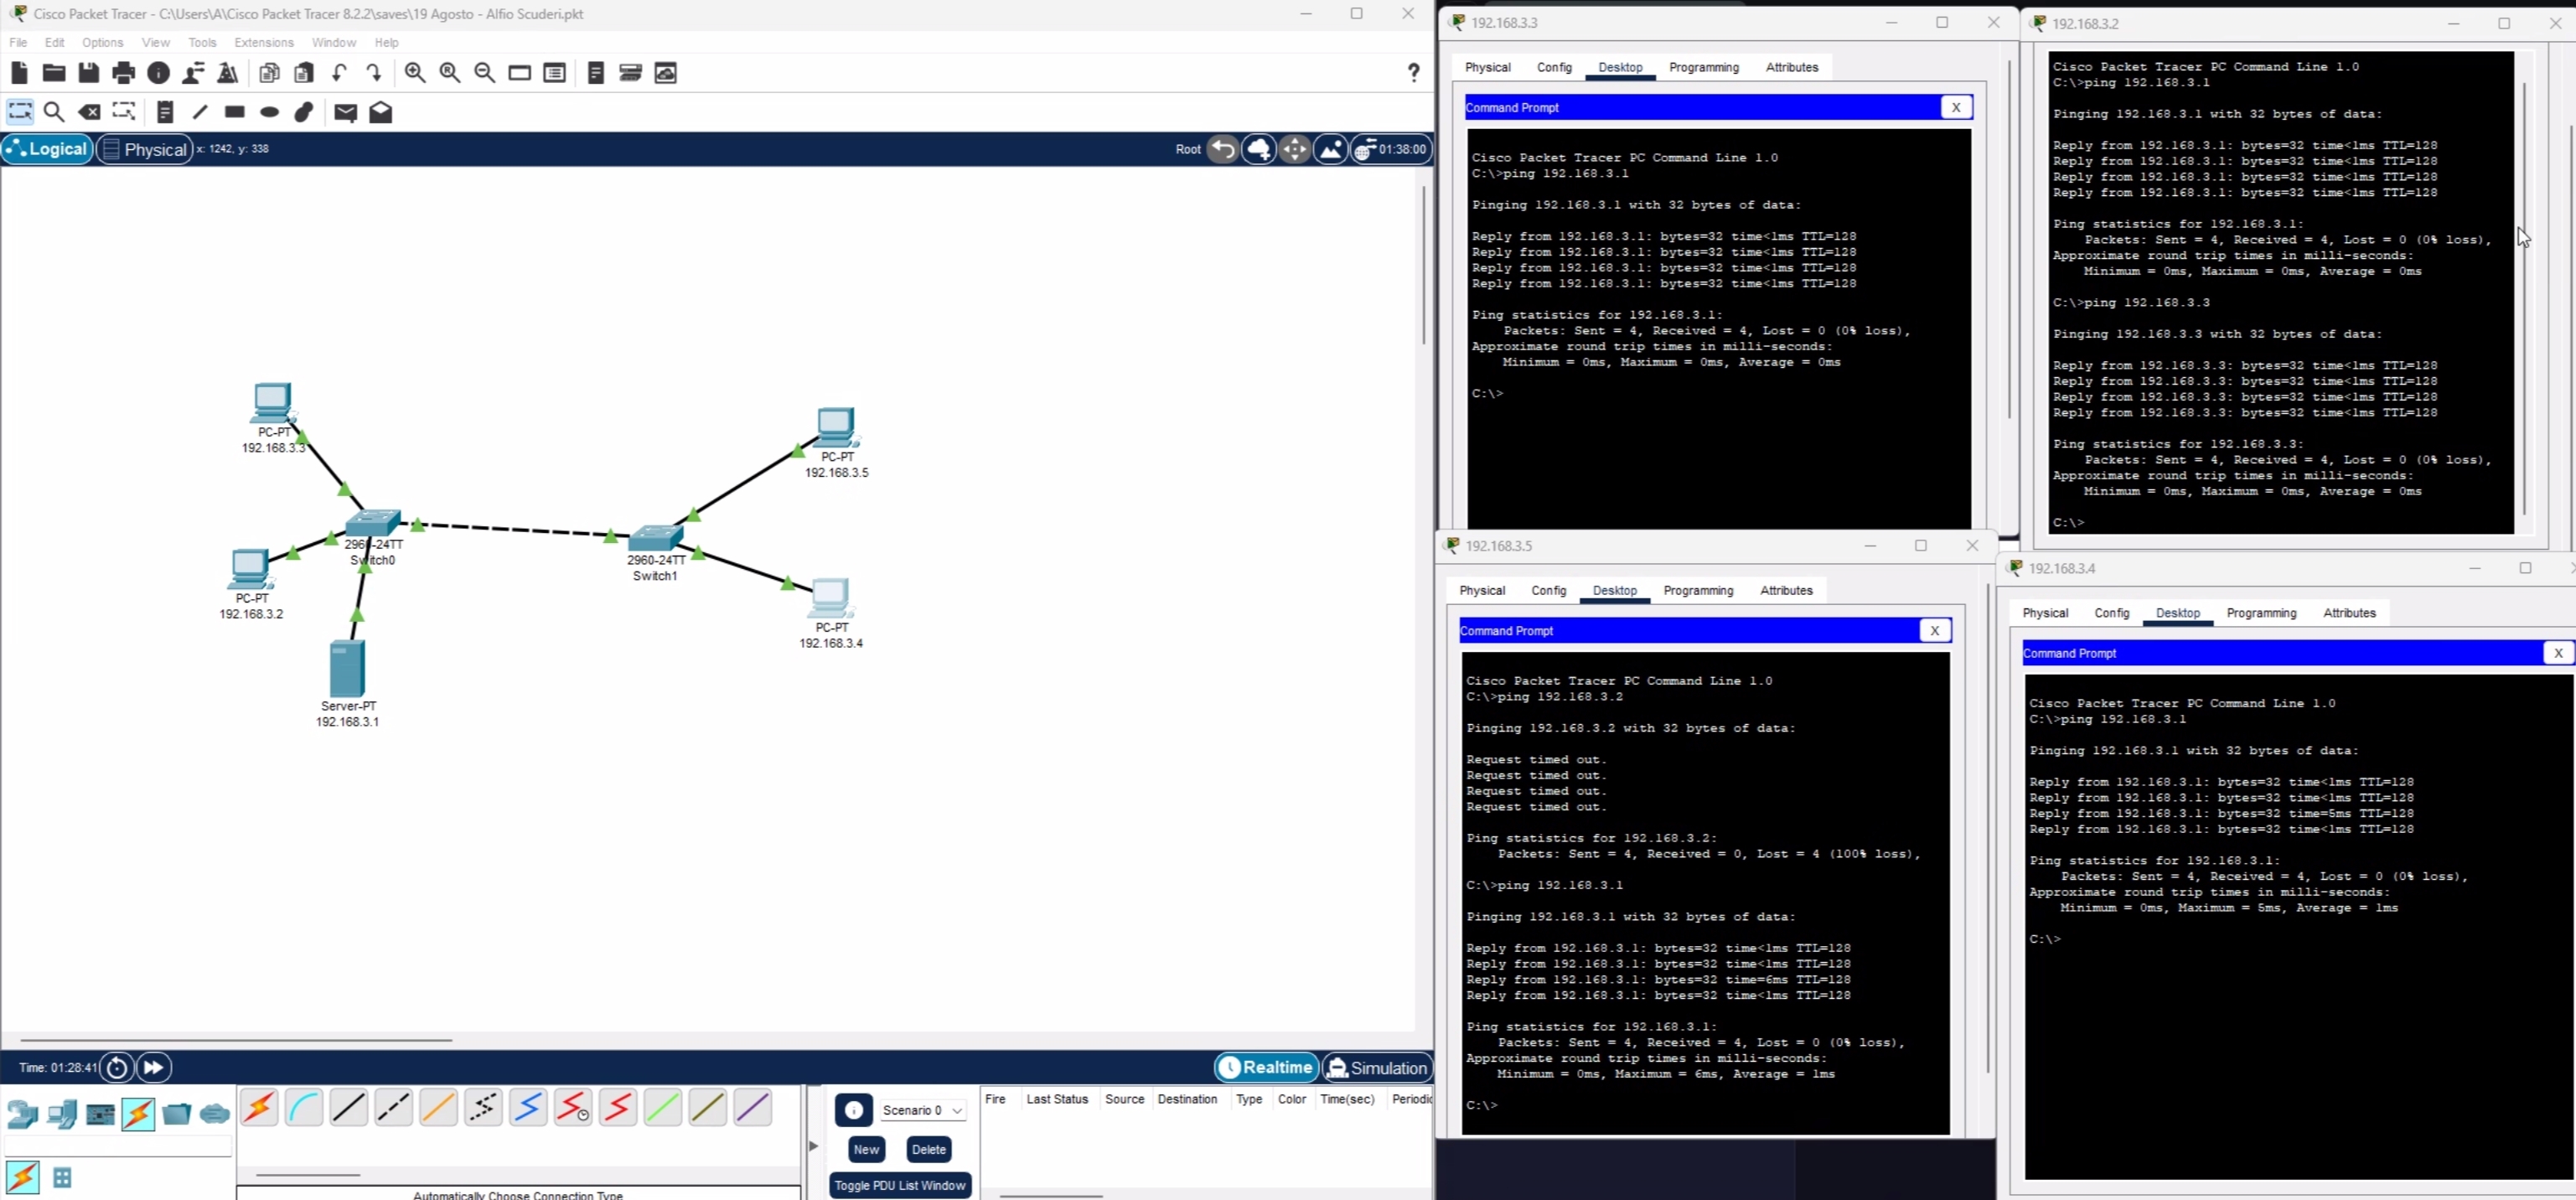 Cisco Packet Tracer - C:\Users\A\Cisco Packet Tracer 8.2.2\saves\19 Agosto - Alfio Scuderi.pkt
File Edit Options View Tools Extensions Window Help
?
Logical Physical x: 1242, y: 338 Root 01:38:00
PC-PT
192.168.3.3
PC-PT
192.168.3.5
2960-24TT
Switch0
2960-24TT
Switch1
PC-PT
192.168.3.2
PC-PT
192.168.3.4
Server-PT
192.168.3.1
Time: 01:28:41 Realtime Simulation
Scenario 0
New Delete
Toggle PDU List Window
Fire Last Status Source Destination Type Color Time(sec) Periodic
Automatically Choose Connection Type
192.168.3.3
Physical Config Desktop Programming Attributes
Command Prompt X
Cisco Packet Tracer PC Command Line 1.0
C:\>ping 192.168.3.1
Pinging 192.168.3.1 with 32 bytes of data:
Reply from 192.168.3.1: bytes=32 time<1ms TTL=128
Reply from 192.168.3.1: bytes=32 time<1ms TTL=128
Reply from 192.168.3.1: bytes=32 time<1ms TTL=128
Reply from 192.168.3.1: bytes=32 time<1ms TTL=128
Ping statistics for 192.168.3.1:
Packets: Sent = 4, Received = 4, Lost = 0 (0% loss),
Approximate round trip times in milli-seconds:
Minimum = 0ms, Maximum = 0ms, Average = 0ms
C:\>
192.168.3.2
Cisco Packet Tracer PC Command Line 1.0
C:\>ping 192.168.3.1
Pinging 192.168.3.1 with 32 bytes of data:
Reply from 192.168.3.1: bytes=32 time<1ms TTL=128
Reply from 192.168.3.1: bytes=32 time<1ms TTL=128
Reply from 192.168.3.1: bytes=32 time<1ms TTL=128
Reply from 192.168.3.1: bytes=32 time<1ms TTL=128
Ping statistics for 192.168.3.1:
Packets: Sent = 4, Received = 4, Lost = 0 (0% loss),
Approximate round trip times in milli-seconds:
Minimum = 0ms, Maximum = 0ms, Average = 0ms
C:\>ping 192.168.3.3
Pinging 192.168.3.3 with 32 bytes of data:
Reply from 192.168.3.3: bytes=32 time<1ms TTL=128
Reply from 192.168.3.3: bytes=32 time<1ms TTL=128
Reply from 192.168.3.3: bytes=32 time<1ms TTL=128
Reply from 192.168.3.3: bytes=32 time<1ms TTL=128
Ping statistics for 192.168.3.3:
Packets: Sent = 4, Received = 4, Lost = 0 (0% loss),
Approximate round trip times in milli-seconds:
Minimum = 0ms, Maximum = 0ms, Average = 0ms
C:\>
192.168.3.5
Physical Config Desktop Programming Attributes
Command Prompt X
Cisco Packet Tracer PC Command Line 1.0
C:\>ping 192.168.3.2
Pinging 192.168.3.2 with 32 bytes of data:
Request timed out.
Request timed out.
Request timed out.
Request timed out.
Ping statistics for 192.168.3.2:
Packets: Sent = 4, Received = 0, Lost = 4 (100% loss),
C:\>ping 192.168.3.1
Pinging 192.168.3.1 with 32 bytes of data:
Reply from 192.168.3.1: bytes=32 time<1ms TTL=128
Reply from 192.168.3.1: bytes=32 time<1ms TTL=128
Reply from 192.168.3.1: bytes=32 time=6ms TTL=128
Reply from 192.168.3.1: bytes=32 time<1ms TTL=128
Ping statistics for 192.168.3.1:
Packets: Sent = 4, Received = 4, Lost = 0 (0% loss),
Approximate round trip times in milli-seconds:
Minimum = 0ms, Maximum = 6ms, Average = 1ms
C:\>
192.168.3.4
Physical Config Desktop Programming Attributes
Command Prompt X
Cisco Packet Tracer PC Command Line 1.0
C:\>ping 192.168.3.1
Pinging 192.168.3.1 with 32 bytes of data:
Reply from 192.168.3.1: bytes=32 time<1ms TTL=128
Reply from 192.168.3.1: bytes=32 time<1ms TTL=128
Reply from 192.168.3.1: bytes=32 time=5ms TTL=128
Reply from 192.168.3.1: bytes=32 time<1ms TTL=128
Ping statistics for 192.168.3.1:
Packets: Sent = 4, Received = 4, Lost = 0 (0% loss),
Approximate round trip times in milli-seconds:
Minimum = 0ms, Maximum = 5ms, Average = 1ms
C:\>